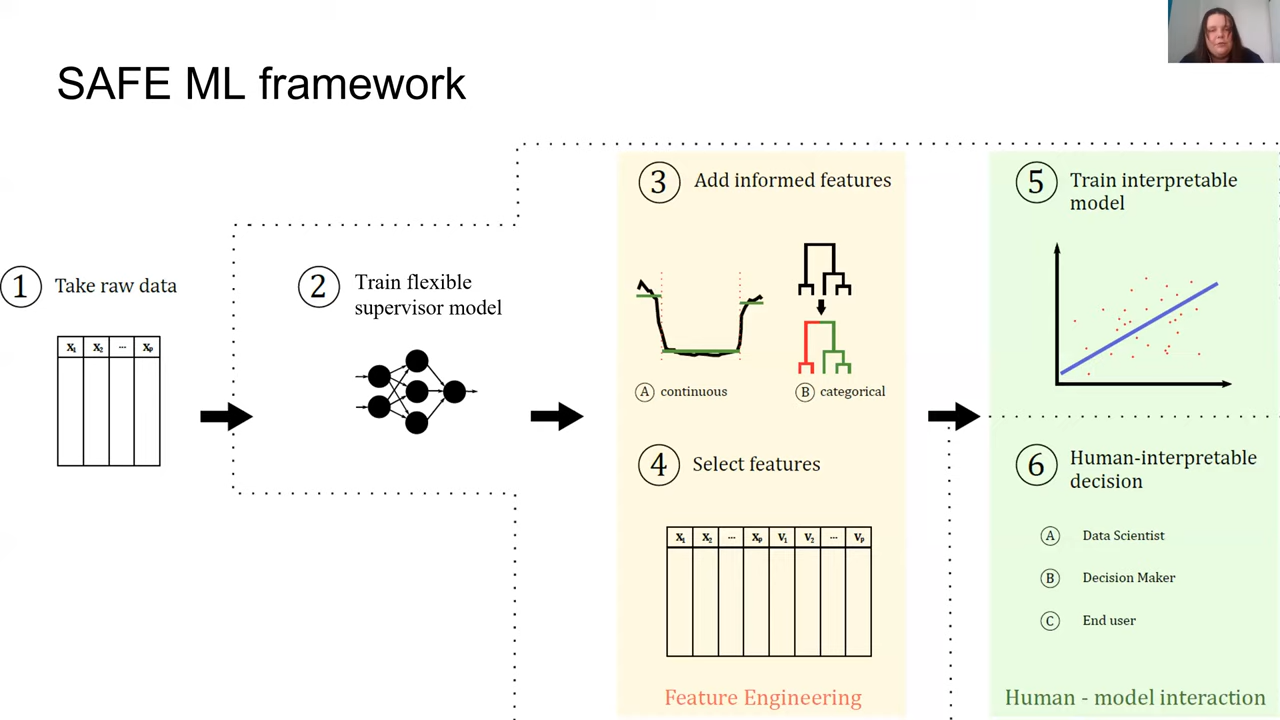 SAFE ML framework
1 Take raw data
X1 X2 ... Xp
2 Train flexible
supervisor model
3 Add informed features
A continuous
B categorical
4 Select features
X1 X2 ... Xp V1 V2 ... Vp
Feature Engineering
5 Train interpretable
model
6 Human-interpretable
decision
A Data Scientist
B Decision Maker
C End user
Human - model interaction